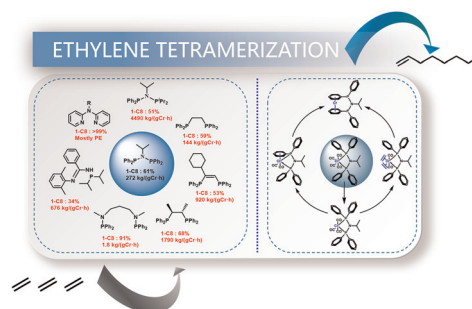 ETHYLENE TETRAMERIZATION
R
N
N
N
1-C8 : >99%
Mostly PE
Ph₂P
N
PPh₂
1-C8 : 51%
4490 kg/(gCr·h)
Ph₂P
PPh₂
1-C8 : 59%
144 kg/(gCr·h)
NH
N
P
1-C8 : 34%
676 kg/(gCr·h)
N
PPh₂
1-C8 : 61%
272 kg/(gCr·h)
Ph₂P
PPh₂
1-C8 : 53%
920 kg/(gCr·h)
N
N
PPh₂
PPh₂
1-C8 : 91%
1.8 kg/(gCr·h)
Ph₂P
PPh₂
1-C8 : 68%
1790 kg/(gCr·h)